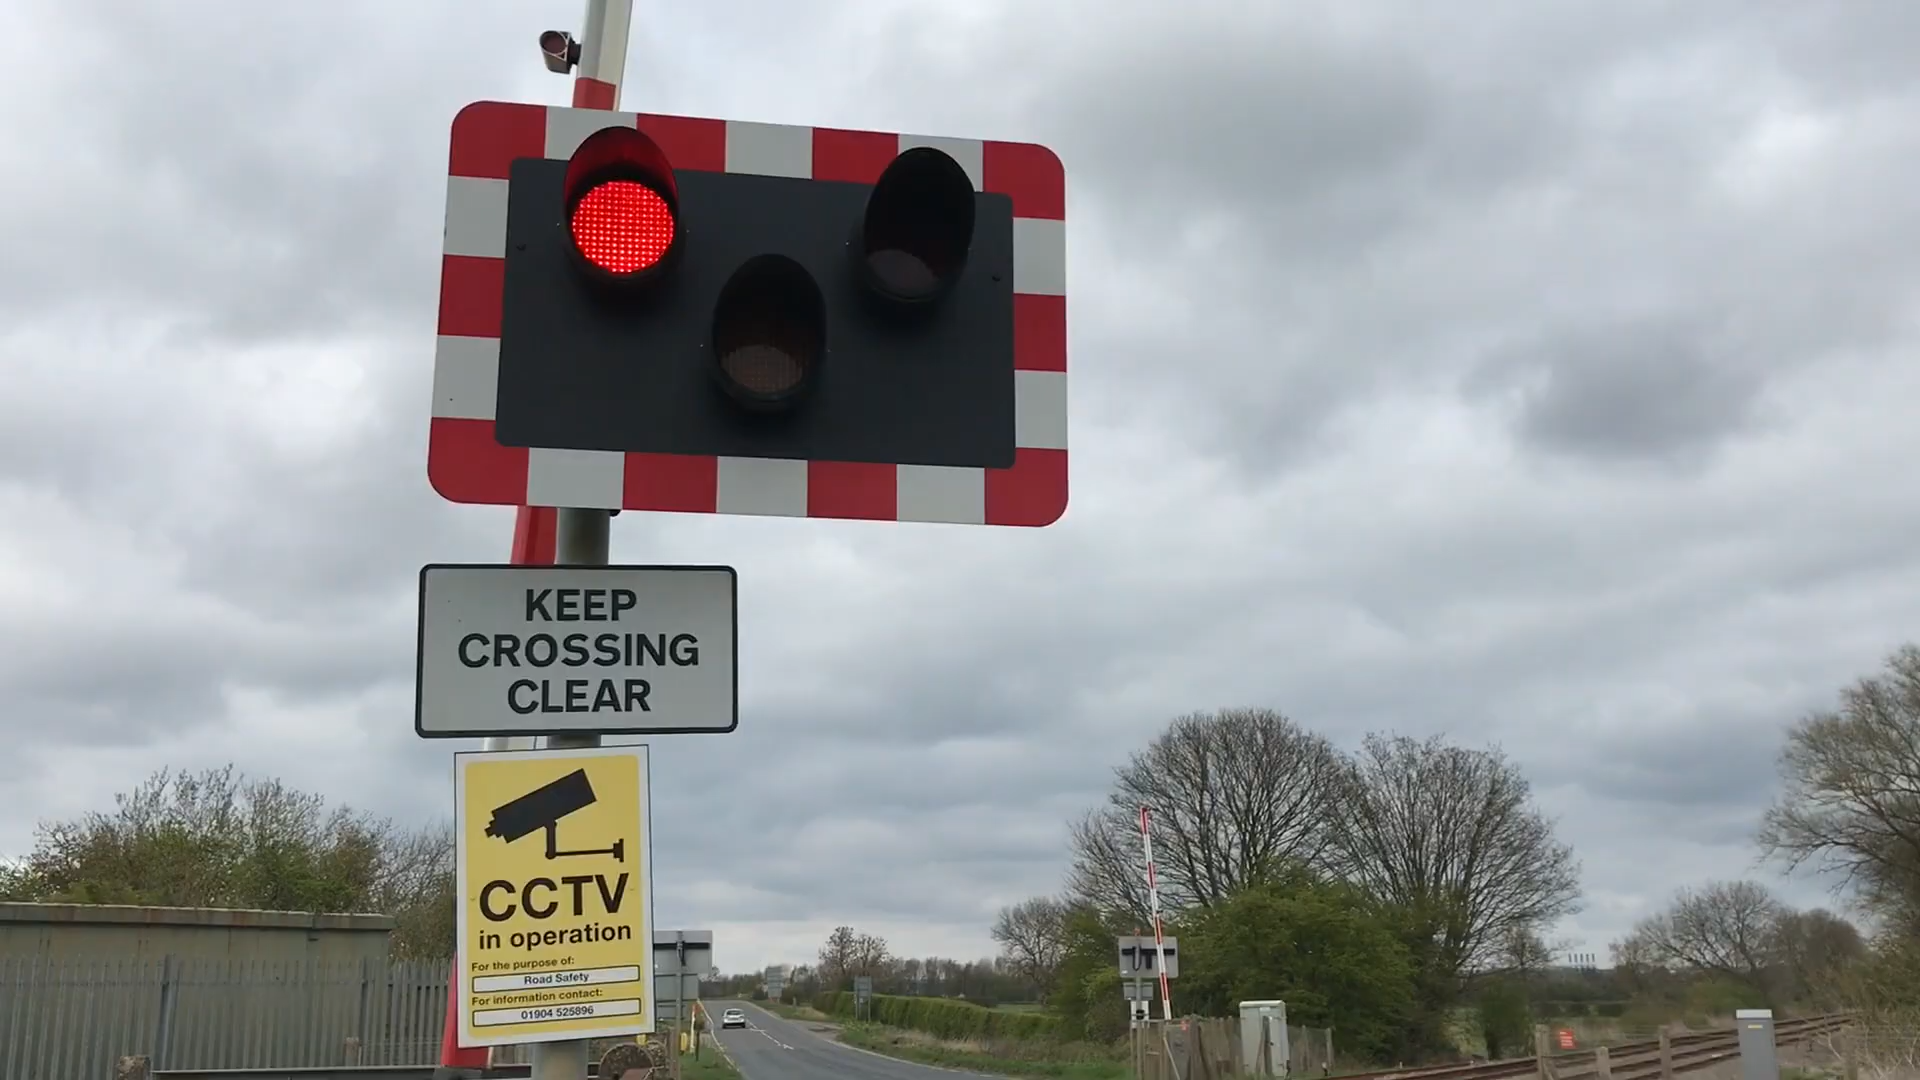 KEEP
CROSSING
CLEAR
CCTV
in operation
For the purpose of:
Road Safety
For information contact:
01904 525896